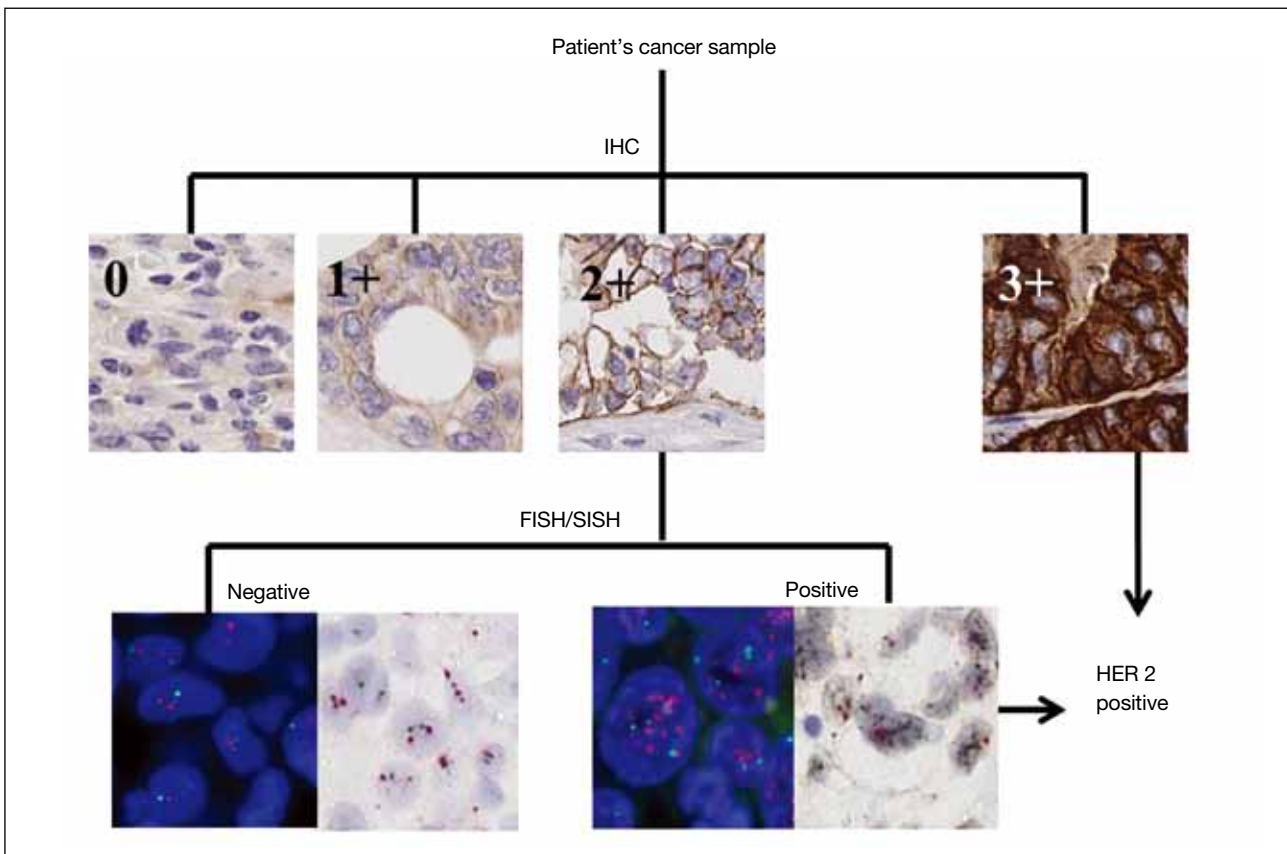 Patient's cancer sample
IHC
0
1+
2+
3+
FISH/SISH
Negative
Positive
HER 2
positive